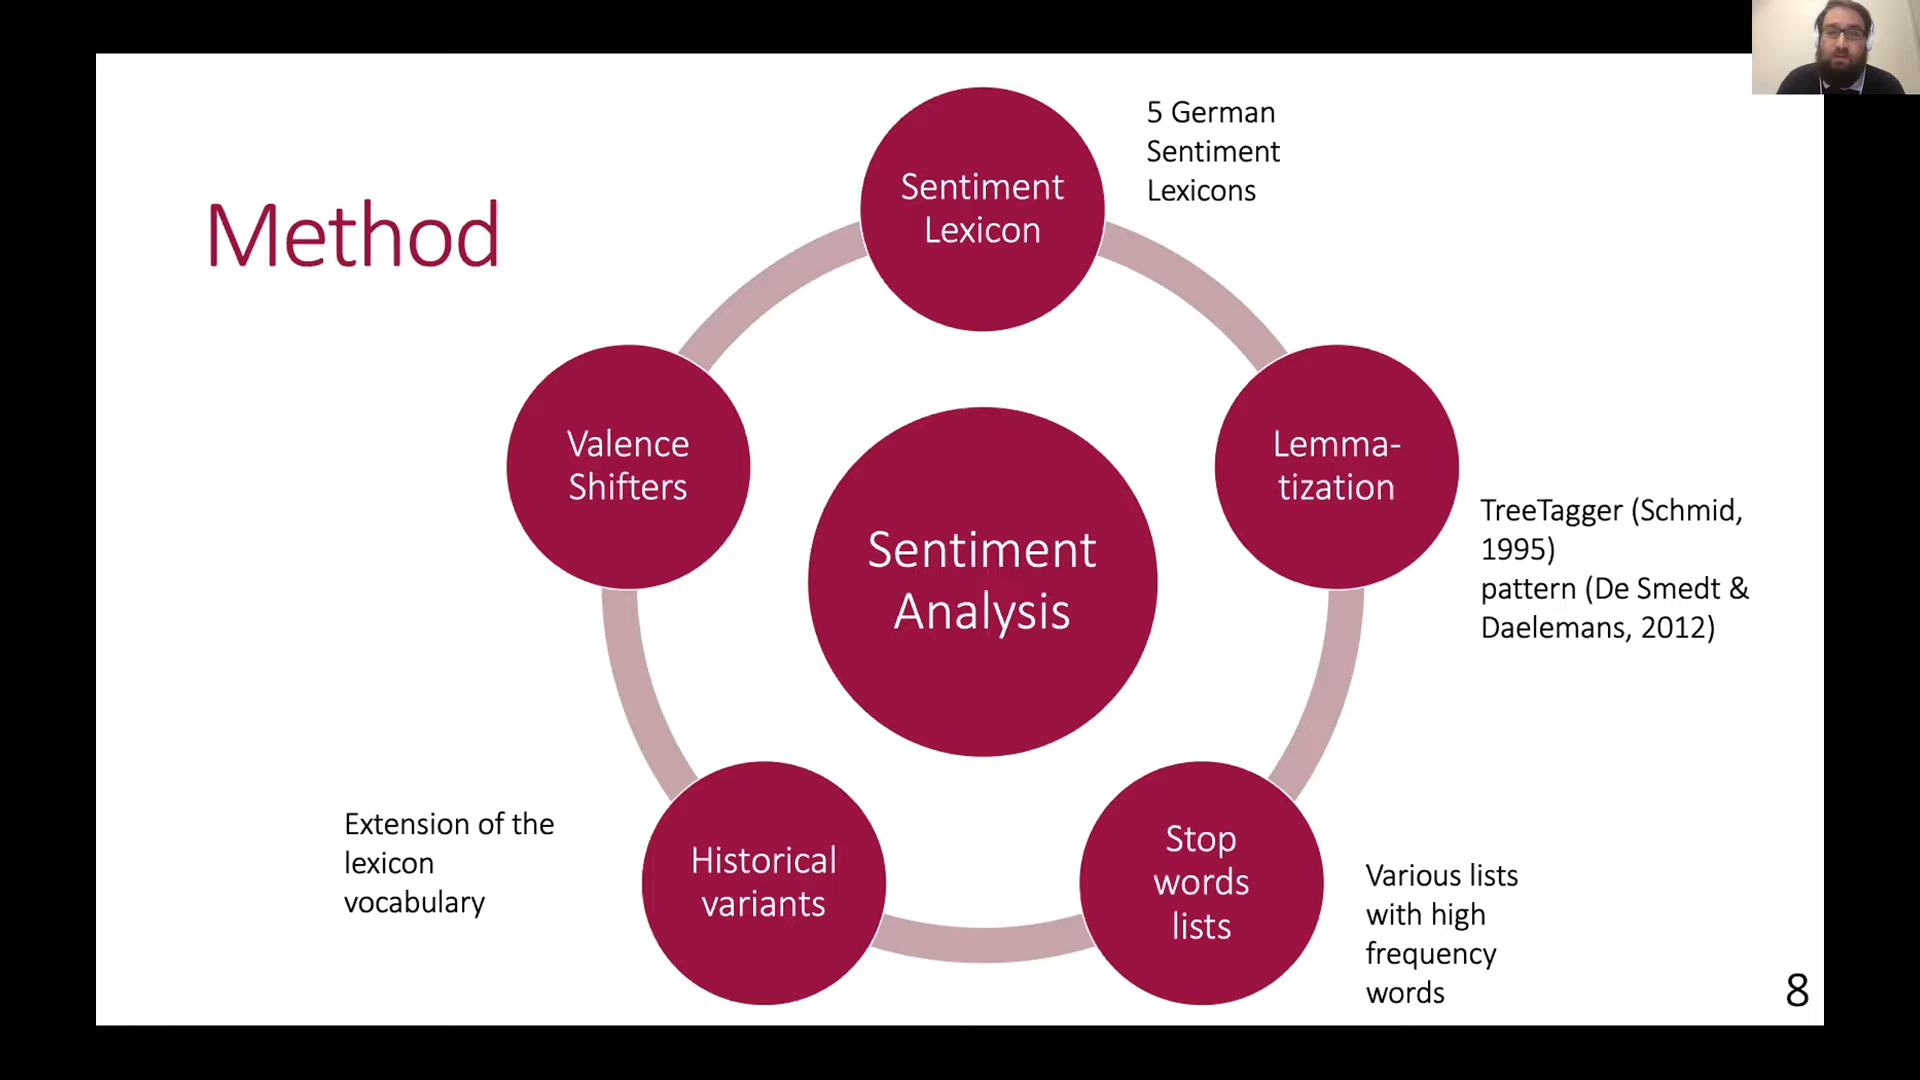 Method
Sentiment
Lexicon
5 German
Sentiment
Lexicons
Lemma-
tization
TreeTagger (Schmid,
1995)
pattern (De Smedt &
Daelemans, 2012)
Stop
words
lists
Various lists
with high
frequency
words
Historical
variants
Extension of the
lexicon
vocabulary
Valence
Shifters
Sentiment
Analysis
8